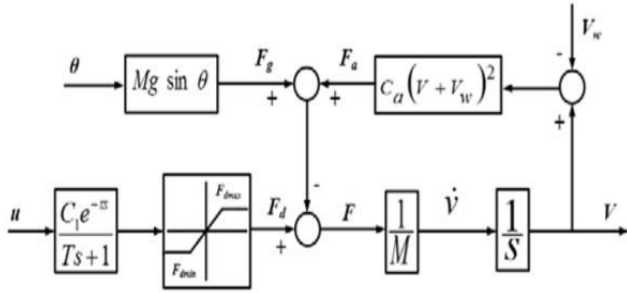 V_w
θ
Mg sin θ
F_g
F_a
C_a(V + V_w)^2
-
+
+
+
u
C_1e^{-τs}
Ts+1
F_dmax
F_dmin
F_d
-
+
F
1
M
v̇
1
S
V